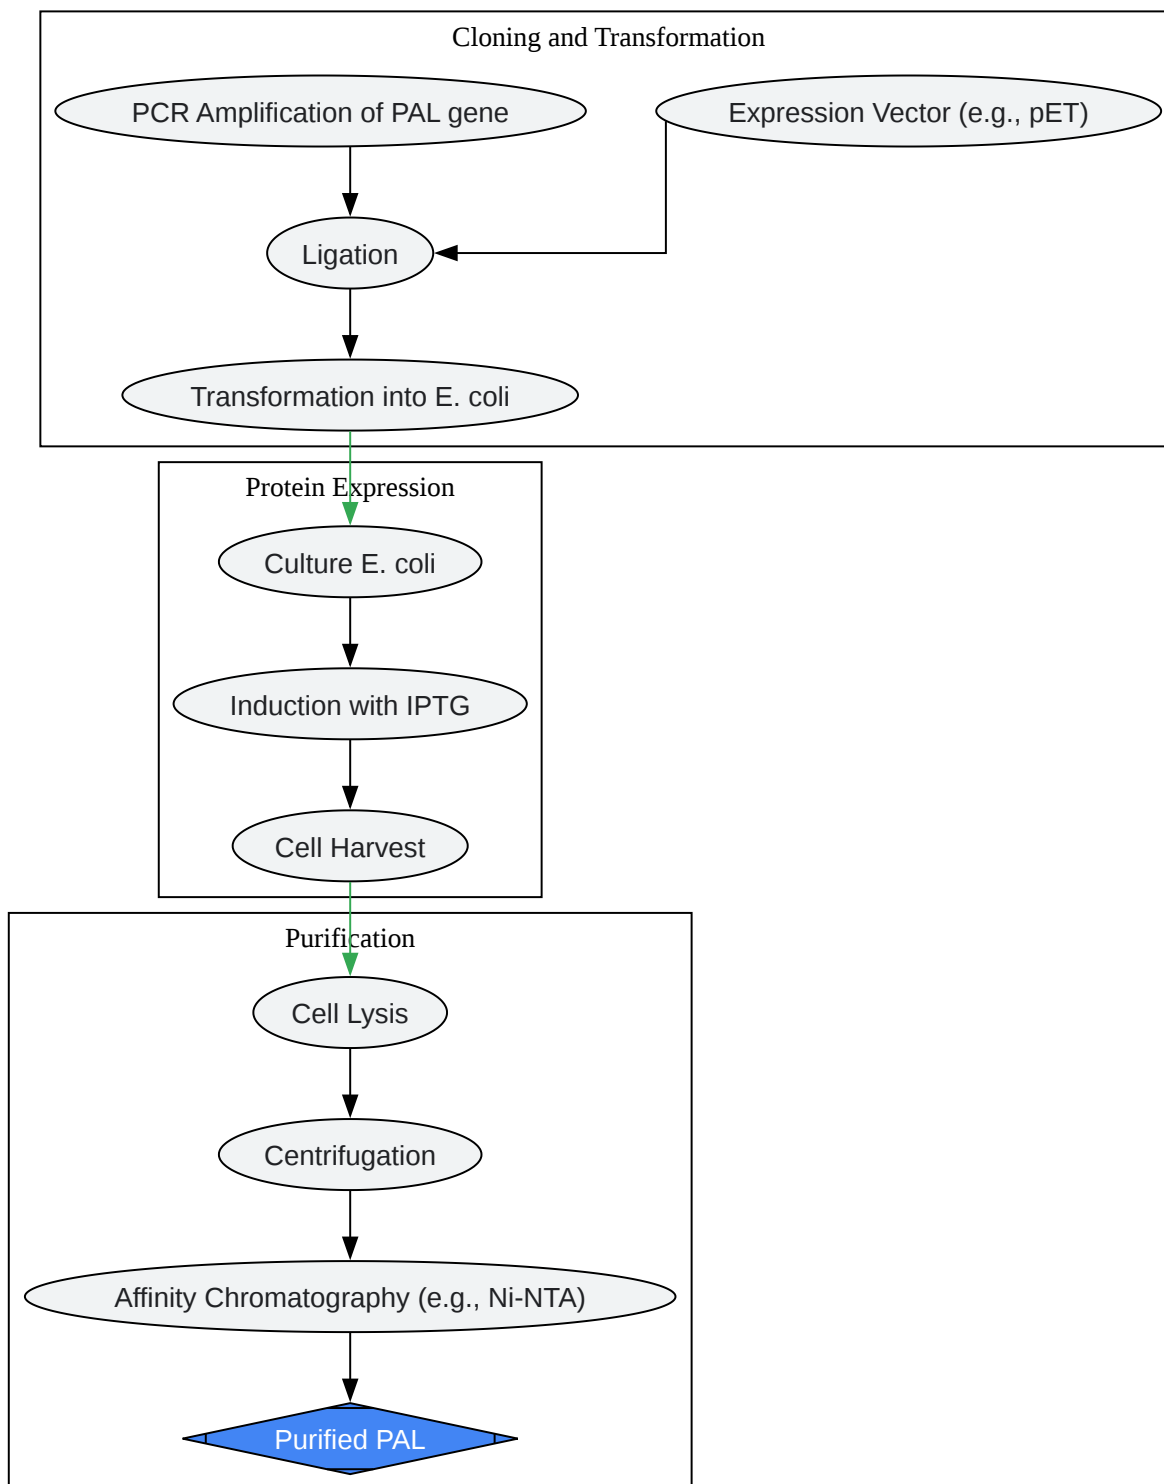 Cloning and Transformation
PCR Amplification of PAL gene
Expression Vector (e.g., pET)
Ligation
Transformation into E. coli
Protein Expression
Culture E. coli
Induction with IPTG
Cell Harvest
Purification
Cell Lysis
Centrifugation
Affinity Chromatography (e.g., Ni-NTA)
Purified PAL